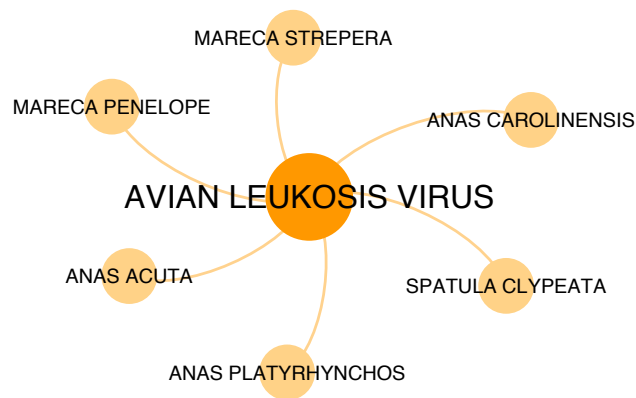 MARECA STREPERA
MARECA PENELOPE
ANAS CAROLINENSIS
AVIAN LEUKOSIS VIRUS
ANAS ACUTA
SPATULA CLYPEATA
ANAS PLATYRHYNCHOS